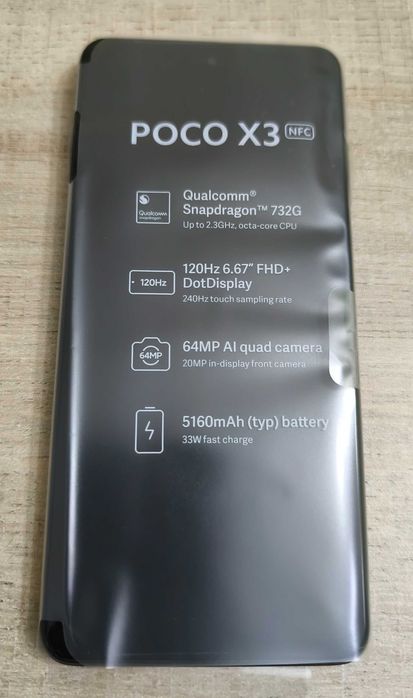 POCO X3 NFC
Qualcomm snapdragon
Qualcomm®
Snapdragon™ 732G
Up to 2.3GHz, octa-core CPU
120Hz
120Hz 6.67" FHD+
DotDisplay
240Hz touch sampling rate
64MP
64MP AI quad camera
20MP in-display front camera
5160mAh (typ) battery
33W fast charge